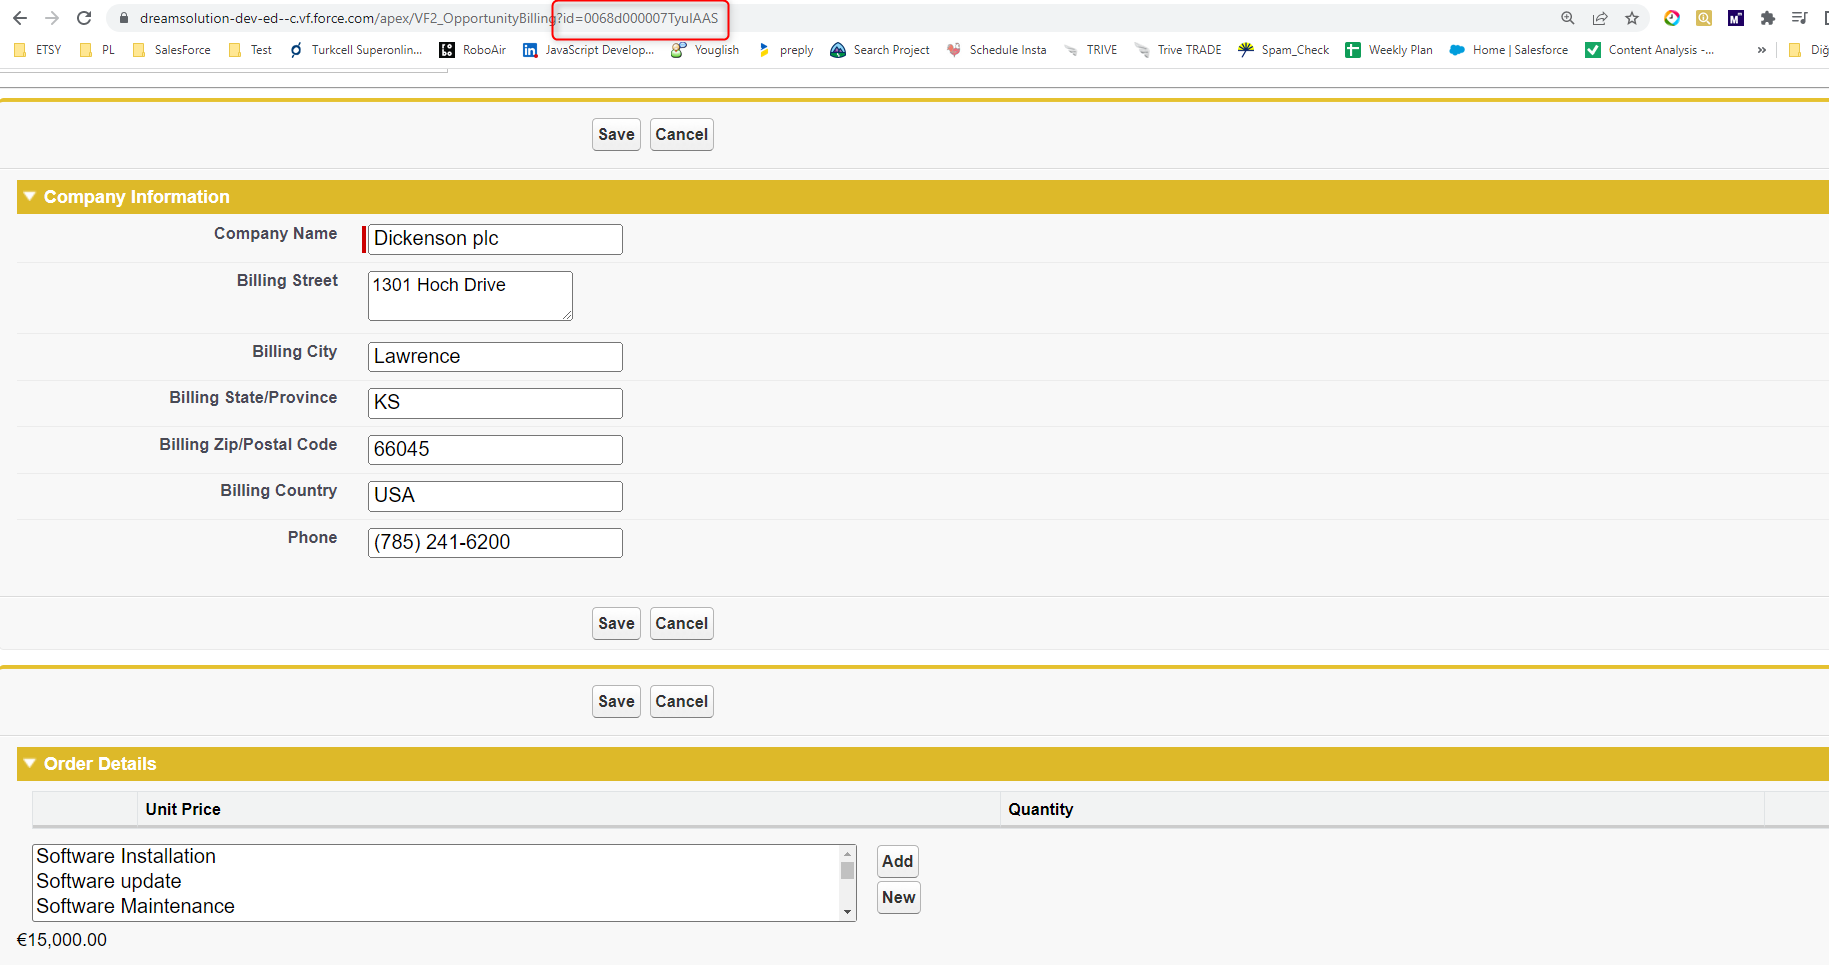 dreamsolution-dev-ed--c.vf.force.com/apex/VF2_OpportunityBilling?id=0068d000007TyulAAS
ETSY PL SalesForce Test Turkcell Superonlin... RoboAir JavaScript Develop... Youglish preply Search Project Schedule Insta TRIVE Trive TRADE Spam_Check Weekly Plan Home | Salesforce Content Analysis -... »
Save Cancel
Company Information
Company Name Dickenson plc
Billing Street 1301 Hoch Drive
Billing City Lawrence
Billing State/Province KS
Billing Zip/Postal Code 66045
Billing Country USA
Phone (785) 241-6200
Save Cancel
Save Cancel
Order Details
Unit Price Quantity
Software Installation Add
Software update
Software Maintenance New
€15,000.00